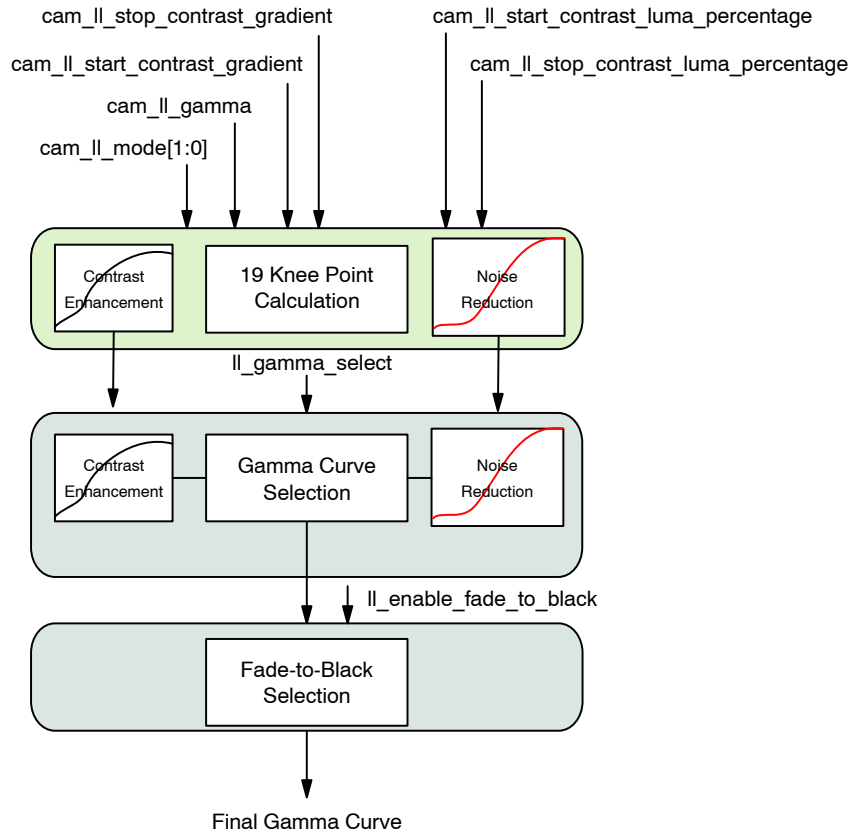 cam_ll_stop_contrast_gradient
cam_ll_start_contrast_luma_percentage
cam_ll_start_contrast_gradient
cam_ll_stop_contrast_luma_percentage
cam_ll_gamma
cam_ll_mode[1:0]
Contrast
Enhancement
19 Knee Point
Calculation
Noise
Reduction
ll_gamma_select
Contrast
Enhancement
Gamma Curve
Selection
Noise
Reduction
ll_enable_fade_to_black
Fade-to-Black
Selection
Final Gamma Curve